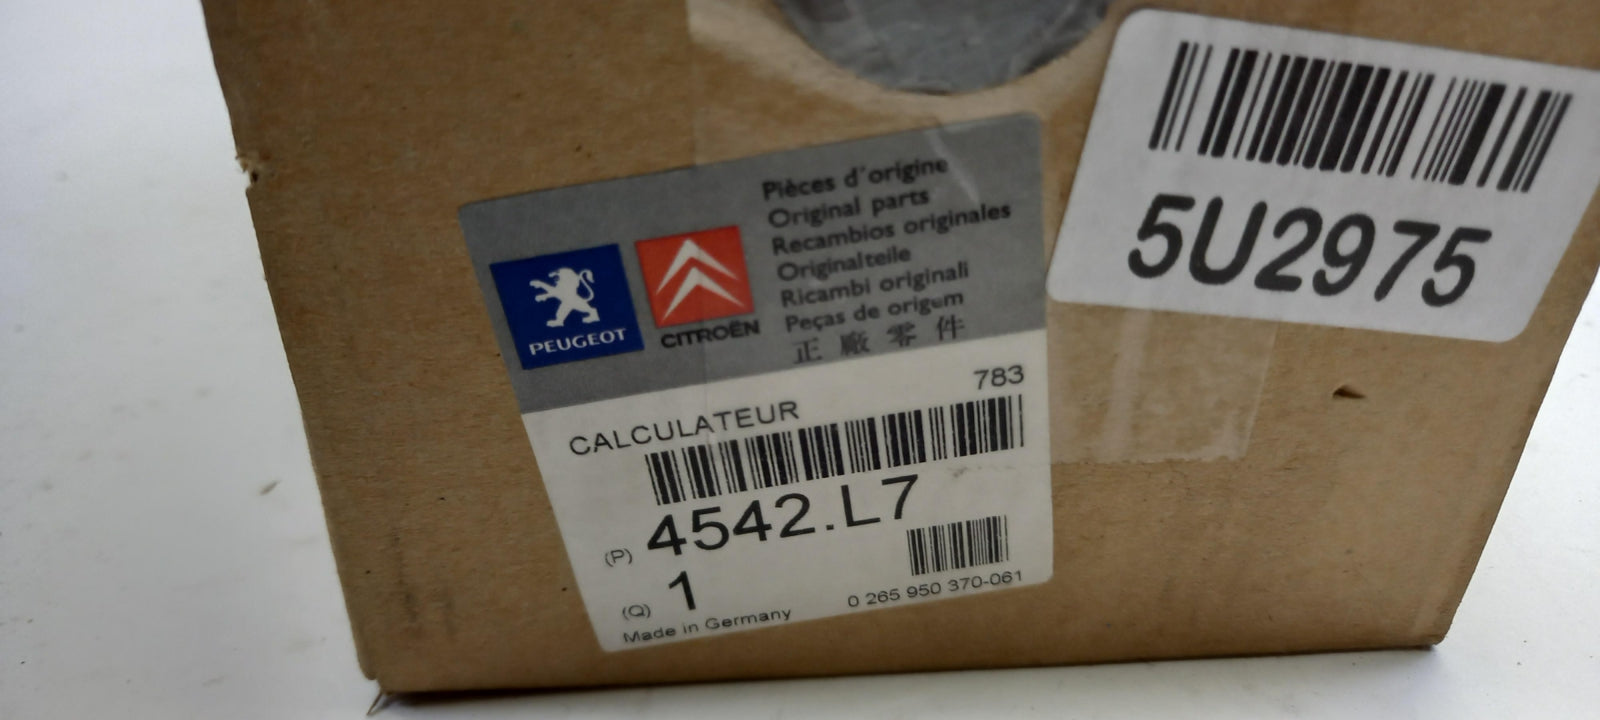 5U2975
Pièces d'origine
Original parts
Recambios originales
Originalteile
Ricambi originali
Peças de origem
正廠零件
PEUGEOT
CITROËN
783
CALCULATEUR
(P) 4542.L7
(Q) 1
0 265 950 370-061
Made in Germany